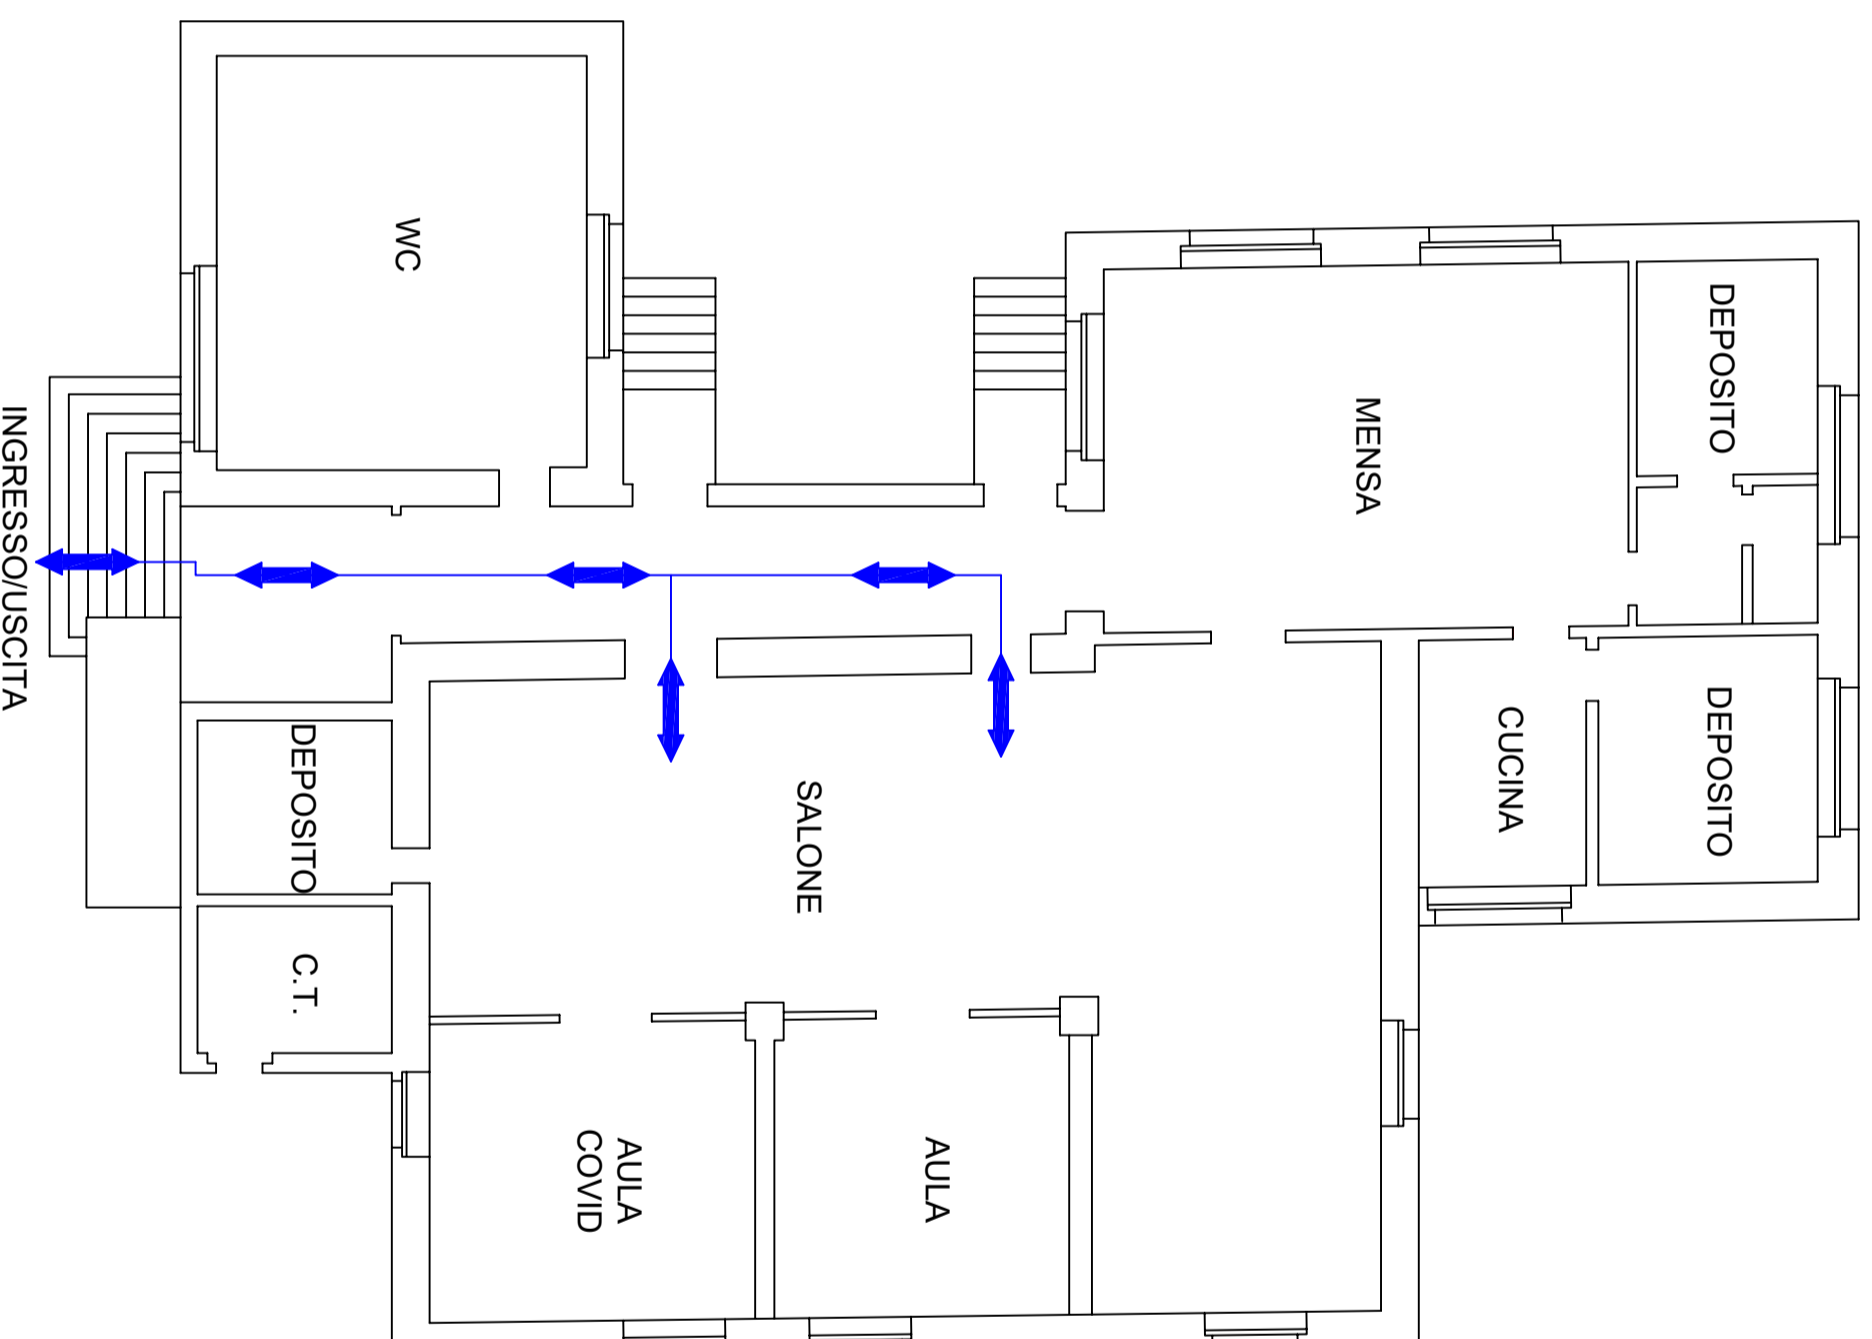 INGRESSO/USCITA
WC
DEPOSITO
C.T.
SALONE
AULA
COVID
AULA
MENSA
CUCINA
DEPOSITO
DEPOSITO